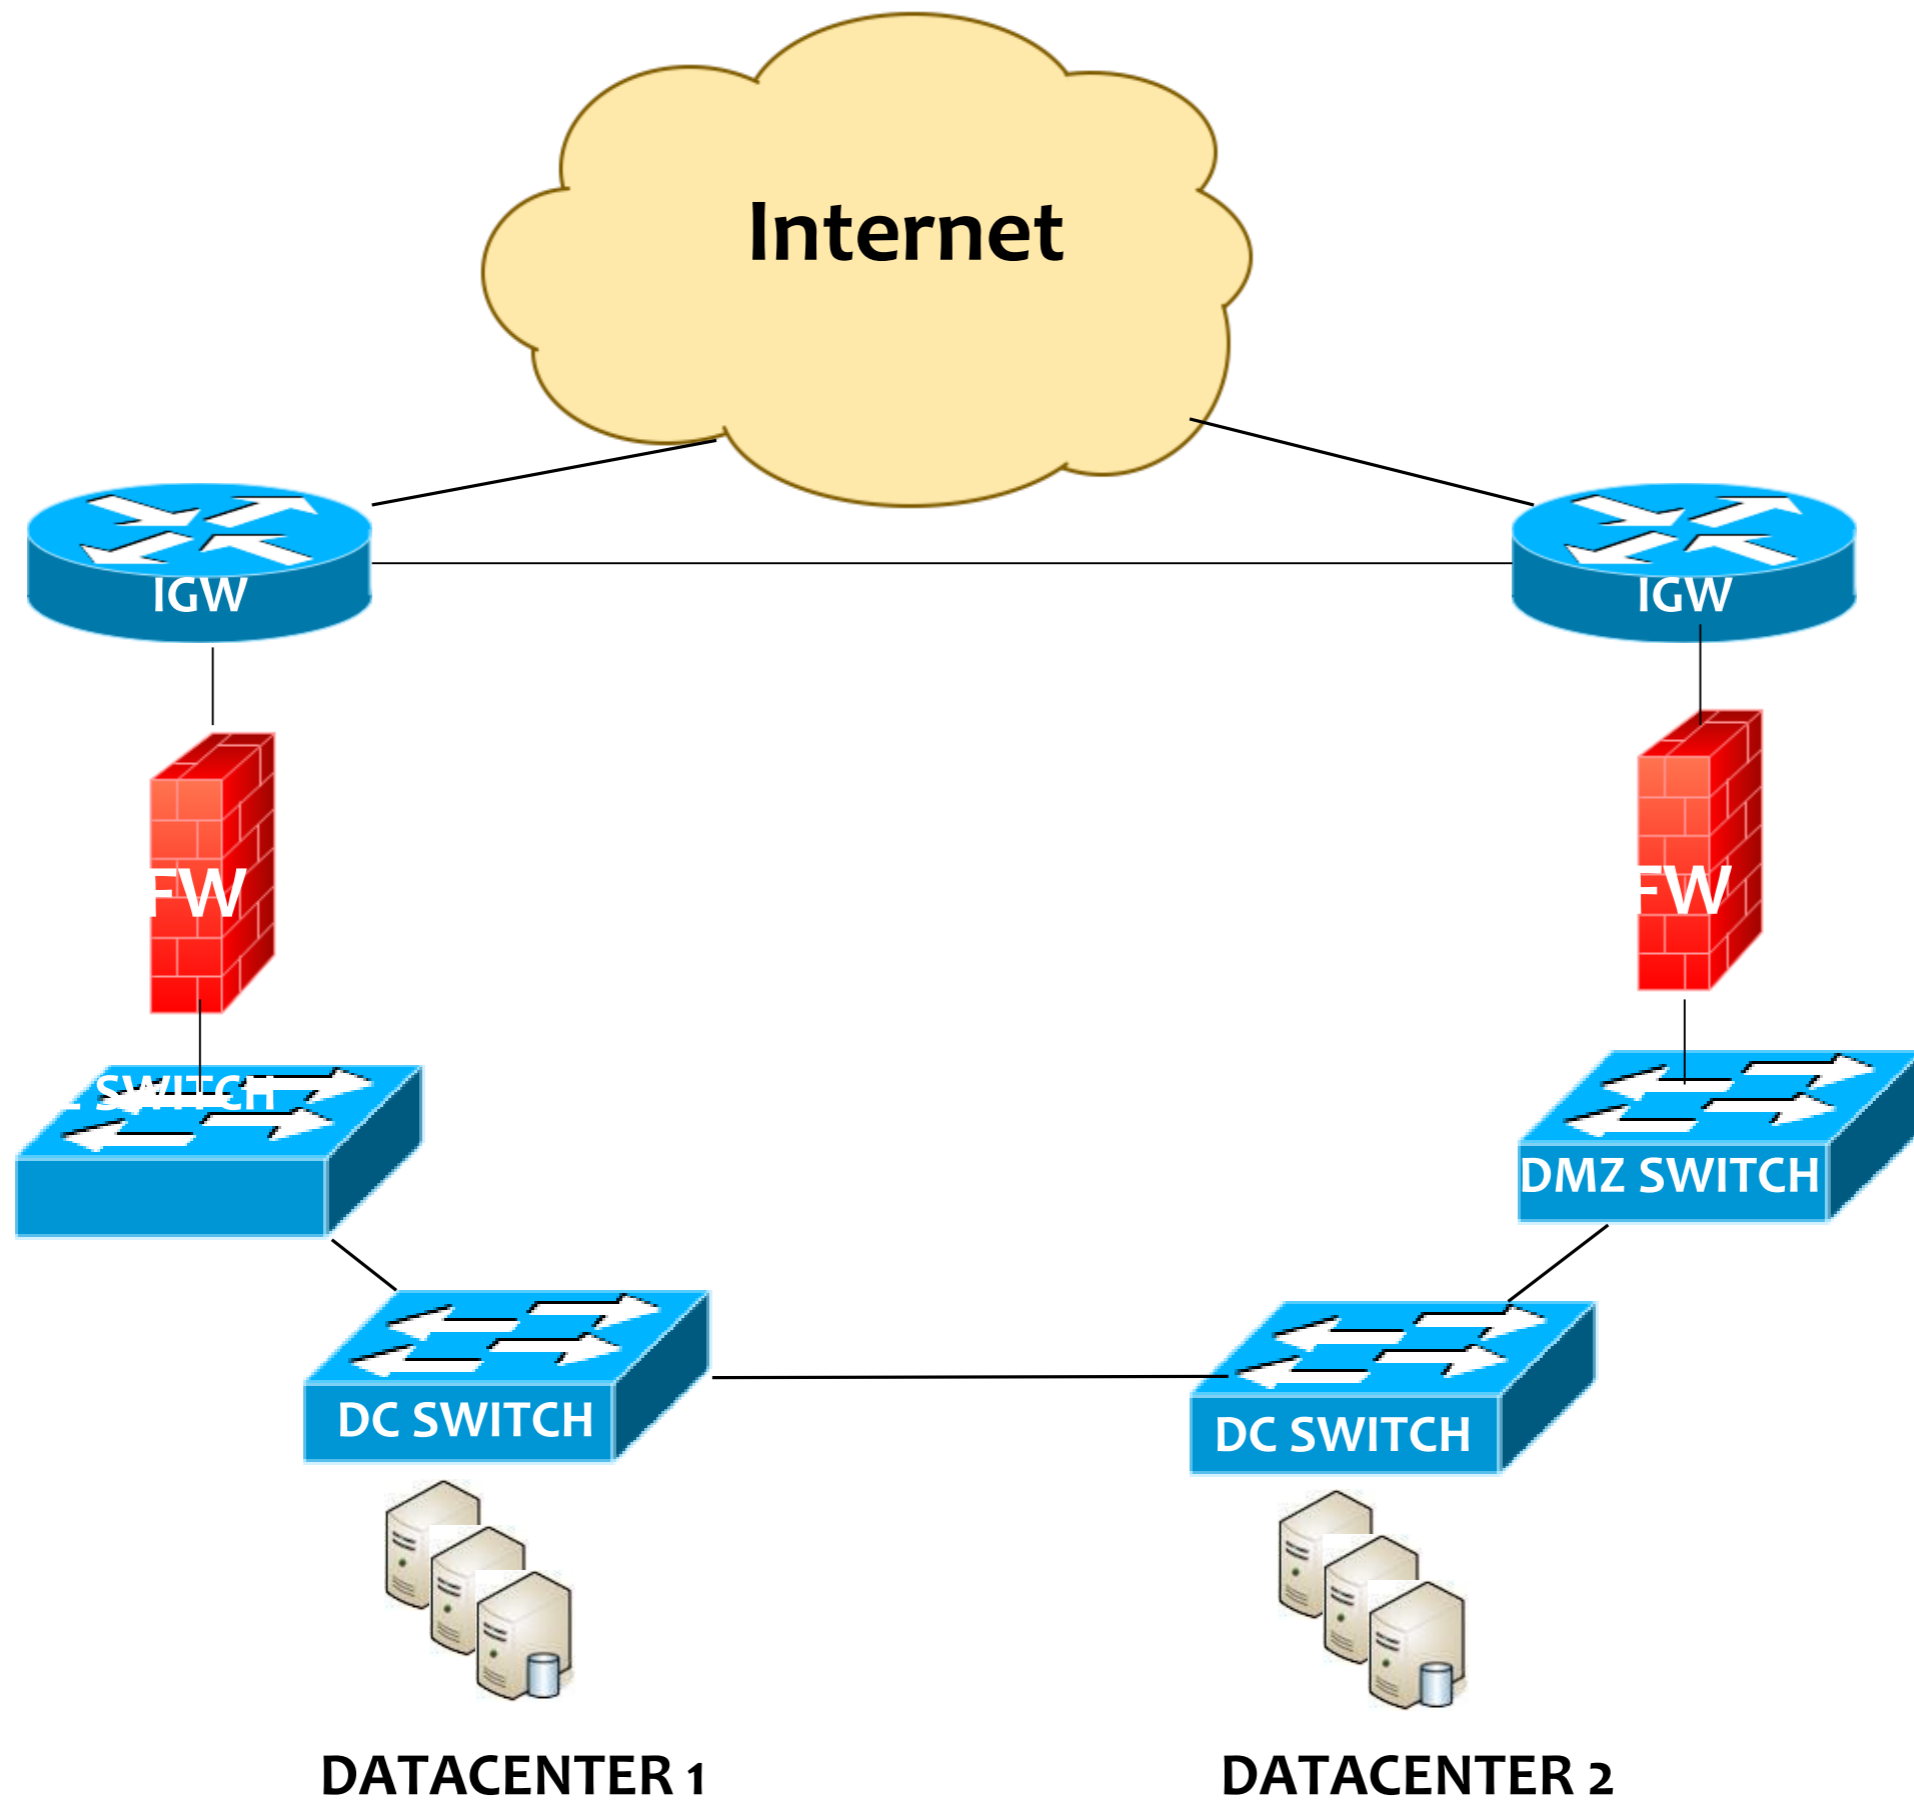 Internet
IGW
IGW
FW
FW
SWITCH
DMZ SWITCH
DC SWITCH
DC SWITCH
DATACENTER 1
DATACENTER 2